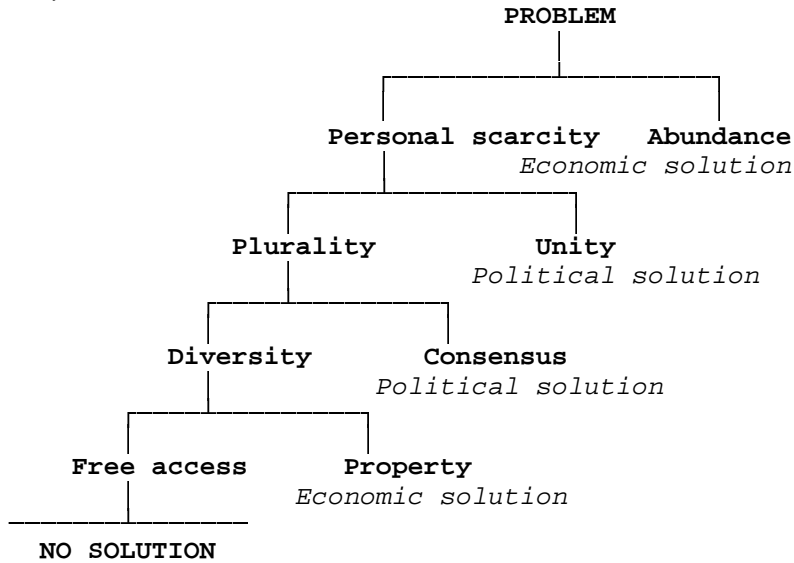 PROBLEM
Personal scarcity Abundance
Economic solution
Plurality Unity
Political solution
Diversity Consensus
Political solution
Free access Property
Economic solution
NO SOLUTION